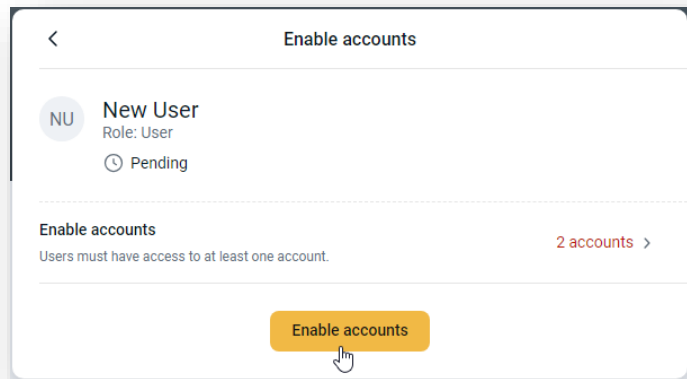 Enable accounts
NU
New User
Role: User
Pending
Enable accounts
Users must have access to at least one account.
2 accounts
Enable accounts